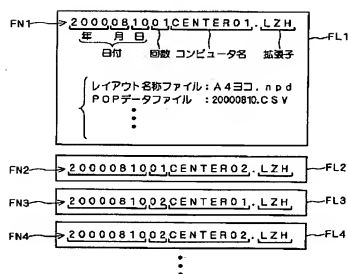 FN1 2000081001CENTER01.LZH FL1
年 月 日 回数 コンピュータ名 拡張子
日付
レイアウト名称ファイル:A4ヨコ.npd
POPデータファイル :20000810.CSV
FN2 2000081001CENTER02.LZH FL2
FN3 2000081002CENTER01.LZH FL3
FN4 2000081002CENTER02.LZH FL4